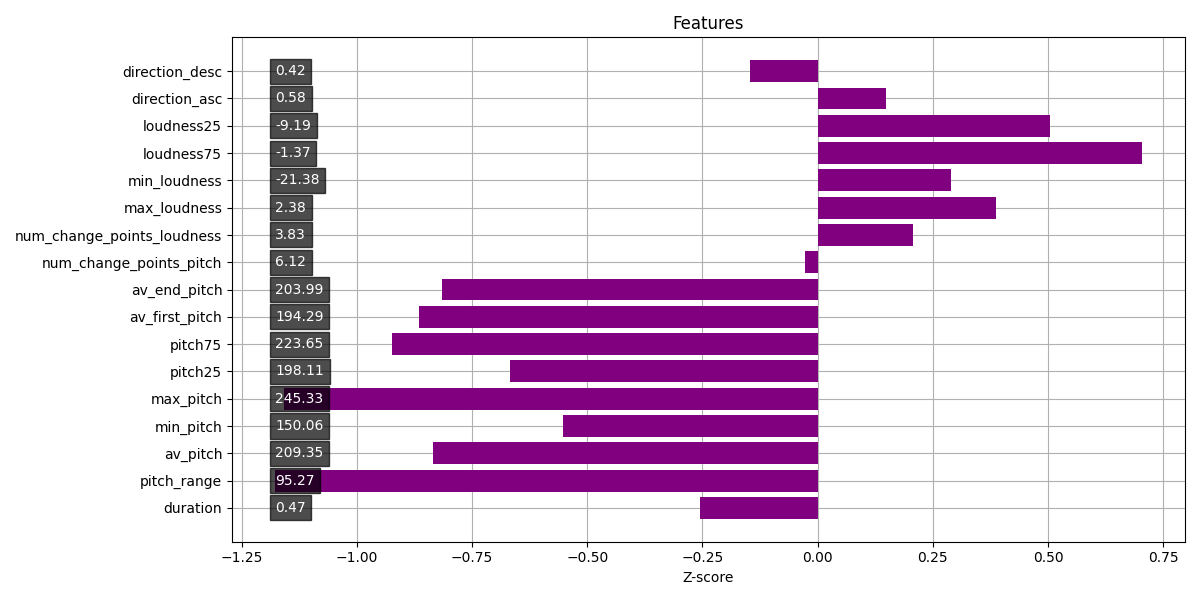 Features
direction_desc 0.42
direction_asc 0.58
loudness25 -9.19
loudness75 -1.37
min_loudness -21.38
max_loudness 2.38
num_change_points_loudness 3.83
num_change_points_pitch 6.12
av_end_pitch 203.99
av_first_pitch 194.29
pitch75 223.65
pitch25 198.11
max_pitch 245.33
min_pitch 150.06
av_pitch 209.35
pitch_range 95.27
duration 0.47
−1.25 −1.00 −0.75 −0.50 −0.25 0.00 0.25 0.50 0.75
Z-score